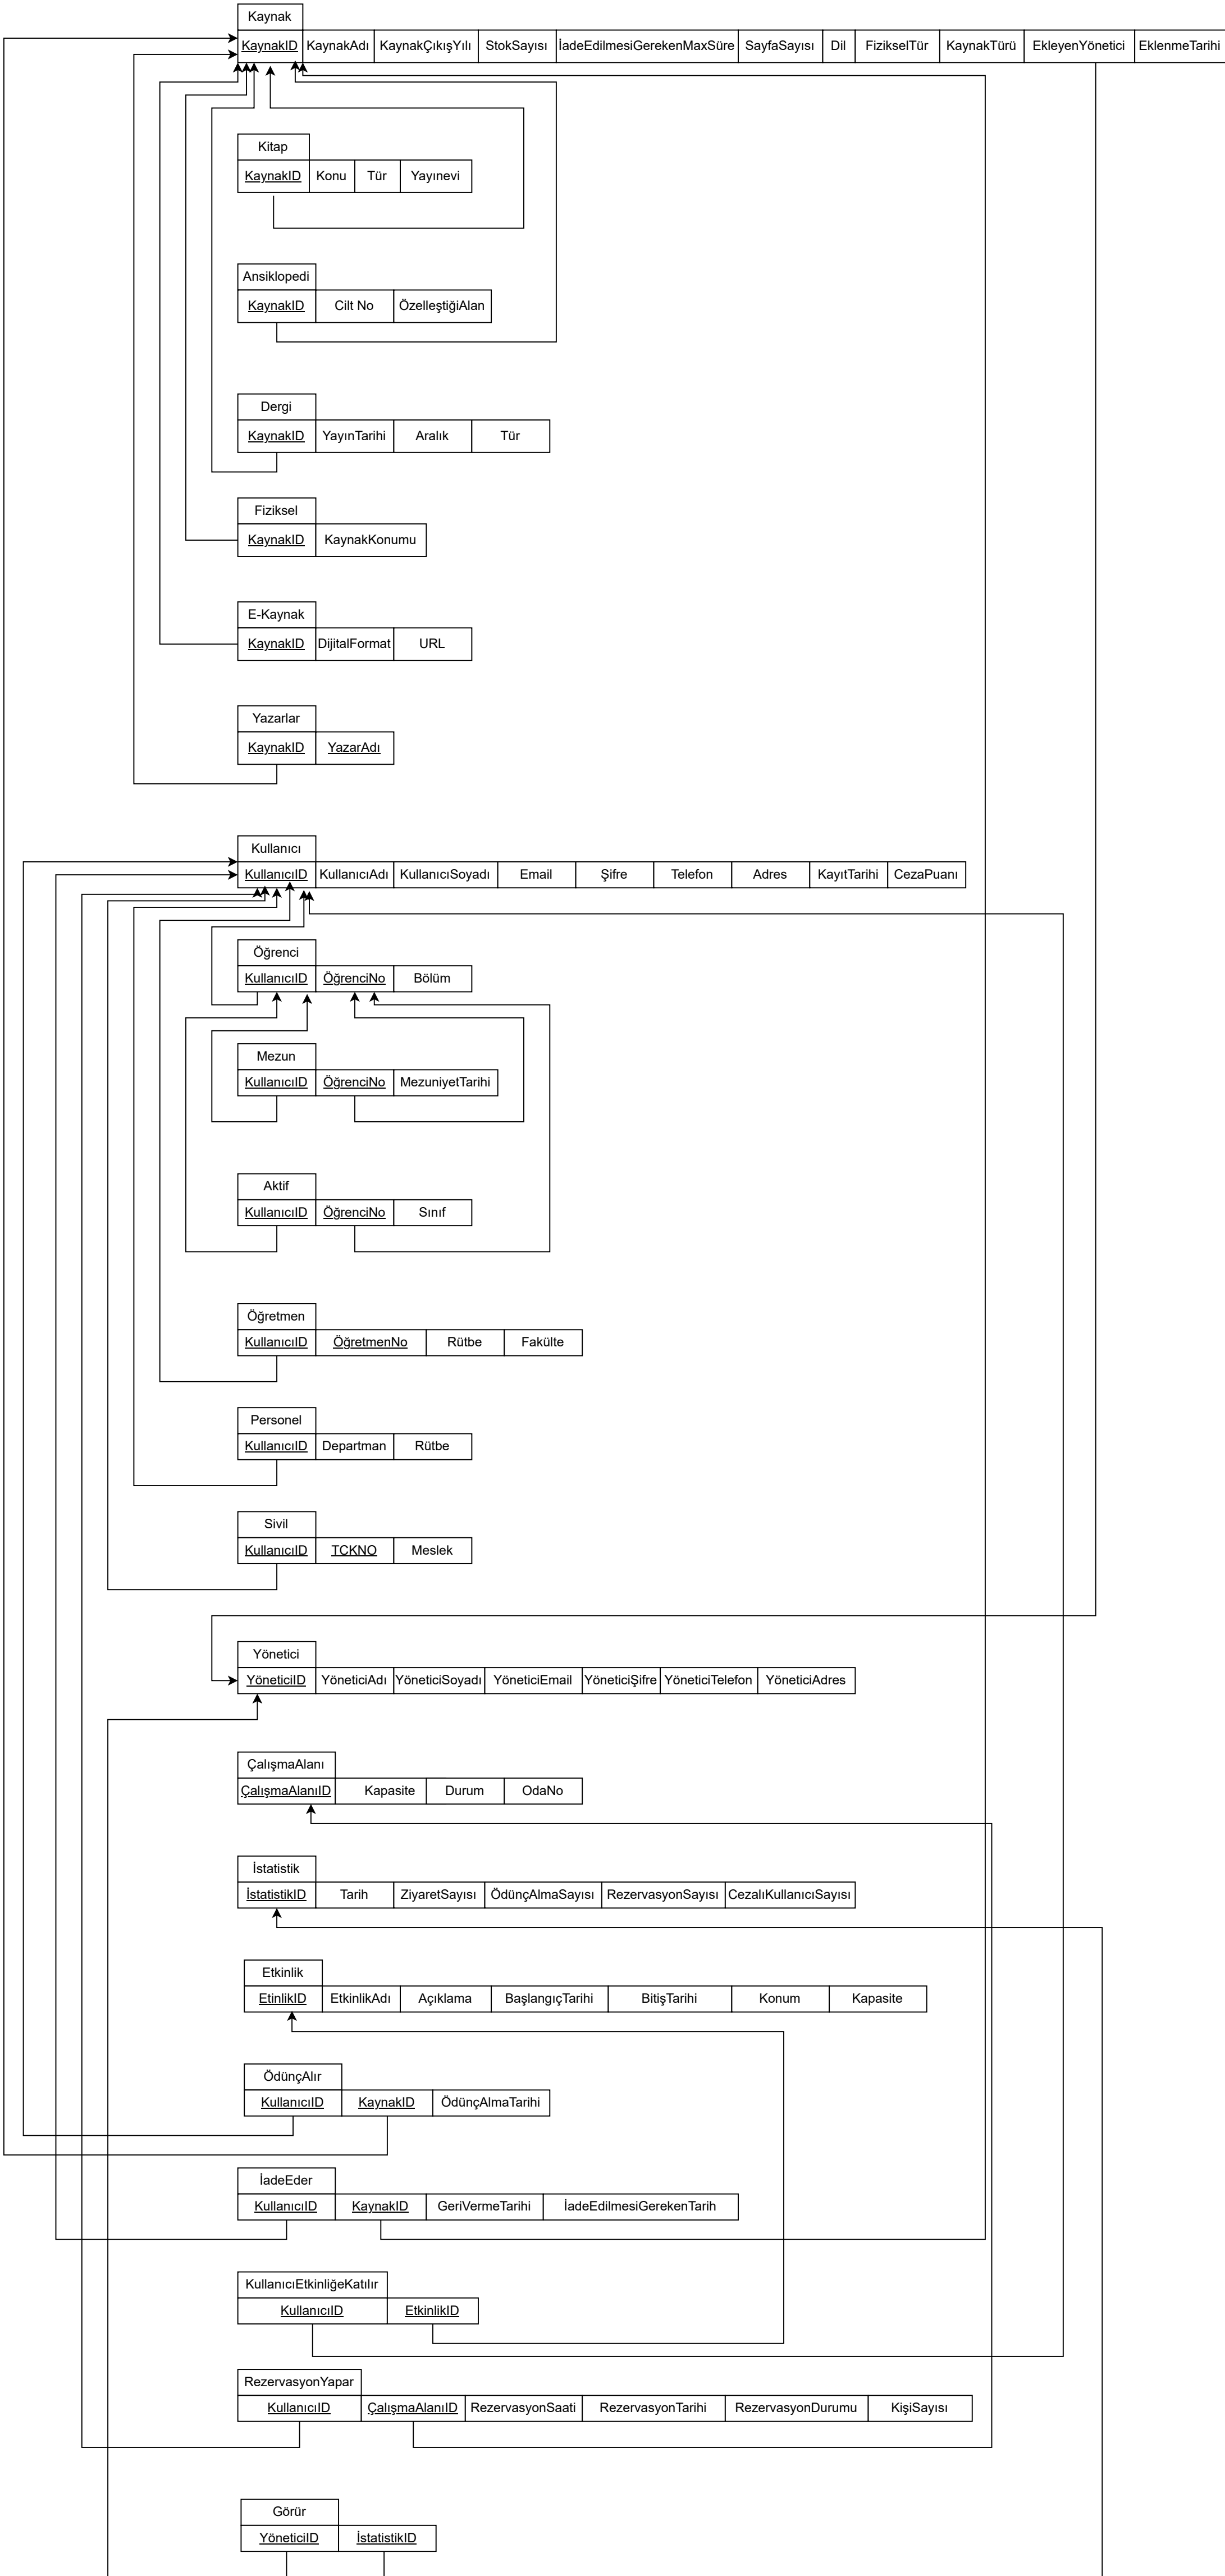 Kaynak
KaynakID KaynakAdı KaynakÇıkışYılı StokSayısı İadeEdilmesiGerekenMaxSüre SayfaSayısı Dil FizikselTür KaynakTürü EkleyenYönetici EklenmeTarihi
Kitap
KaynakID Konu Tür Yayınevi
Ansiklopedi
KaynakID Cilt No ÖzelleştiğiAlan
Dergi
KaynakID YayınTarihi Aralık Tür
Fiziksel
KaynakID KaynakKonumu
E-Kaynak
KaynakID DijitalFormat URL
Yazarlar
KaynakID YazarAdı
Kullanıcı
KullanıcıID KullanıcıAdı KullanıcıSoyadı Email Şifre Telefon Adres KayıtTarihi CezaPuanı
Öğrenci
KullanıcıID ÖğrenciNo Bölüm
Mezun
KullanıcıID ÖğrenciNo MezuniyetTarihi
Aktif
KullanıcıID ÖğrenciNo Sınıf
Öğretmen
KullanıcıID ÖğretmenNo Rütbe Fakülte
Personel
KullanıcıID Departman Rütbe
Sivil
KullanıcıID TCKNO Meslek
Yönetici
YöneticiID YöneticiAdı YöneticiSoyadı YöneticiEmail YöneticiŞifre YöneticiTelefon YöneticiAdres
ÇalışmaAlanı
ÇalışmaAlanıID Kapasite Durum OdaNo
İstatistik
İstatistikID Tarih ZiyaretSayısı ÖdünçAlmaSayısı RezervasyonSayısı CezalıKullanıcıSayısı
Etkinlik
EtinlikID EtkinlikAdı Açıklama BaşlangıçTarihi BitişTarihi Konum Kapasite
ÖdünçAlır
KullanıcıID KaynakID ÖdünçAlmaTarihi
İadeEder
KullanıcıID KaynakID GeriVermeTarihi İadeEdilmesiGerekenTarih
KullanıcıEtkinliğeKatılır
KullanıcıID EtkinlikID
RezervasyonYapar
KullanıcıID ÇalışmaAlanıID RezervasyonSaati RezervasyonTarihi RezervasyonDurumu KişiSayısı
Görür
YöneticiID İstatistikID